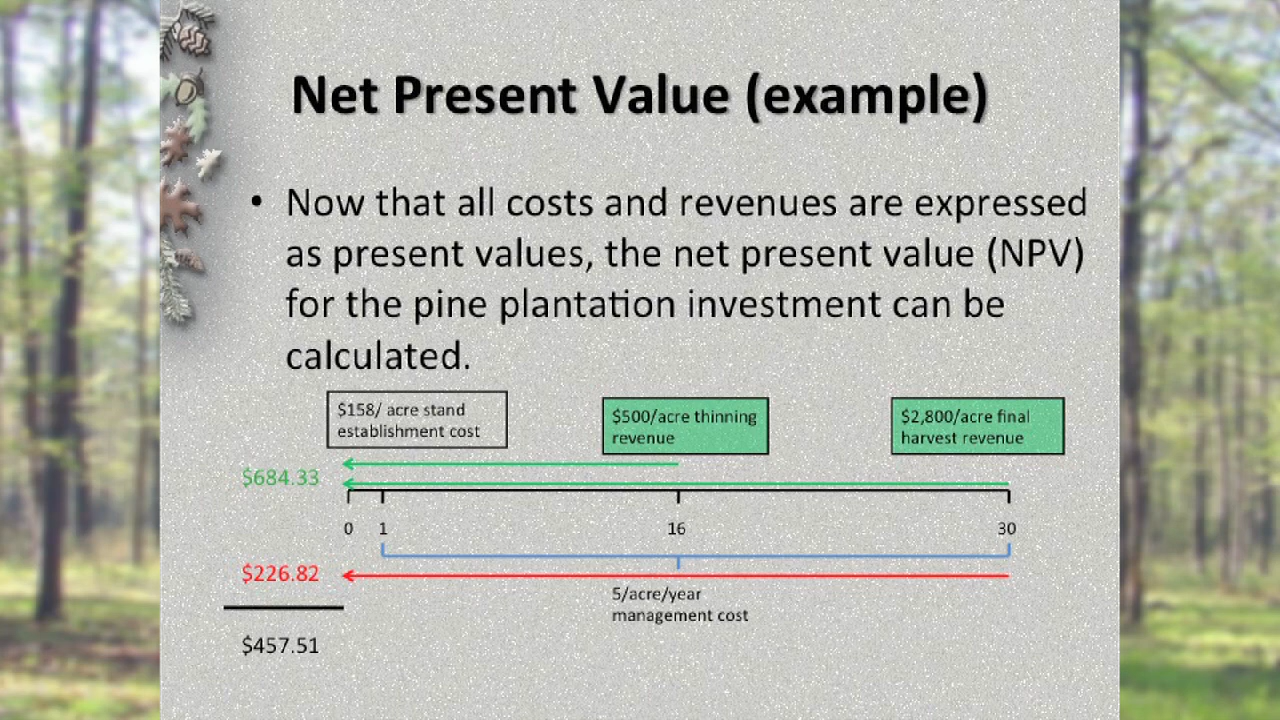 Net Present Value (example)
• Now that all costs and revenues are expressed
as present values, the net present value (NPV)
for the pine plantation investment can be
calculated.
$158/ acre stand
establishment cost
$500/acre thinning
revenue
$2,800/acre final
harvest revenue
$684.33
0 1 16 30
$226.82
5/acre/year
management cost
$457.51